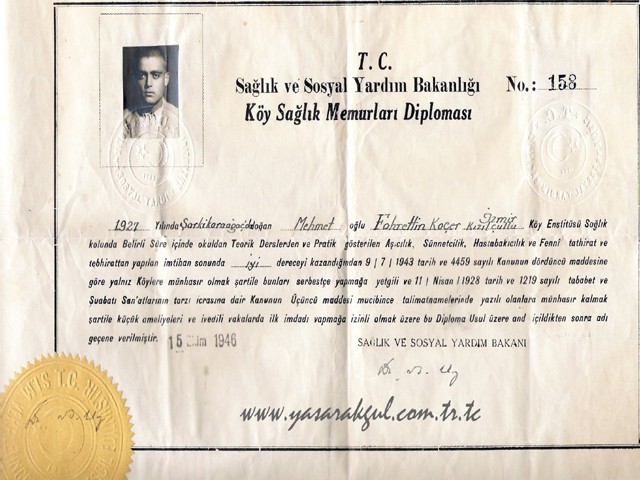 T. C.
Sağlık ve Sosyal Yardım Bakanlığı No.: 158
Köy Sağlık Memurları Diploması
1927 Yılında Şarkikaraağaçda doğan Mehmet oğlu Fahrettin Koçer İzmir Kızılçullu Köy Enstitüsü Sağlık
kolunda Belirli Süre içinde okuldan Teorik Derslerden ve Pratik gösterilen Aşıcılık, Sünnetcilik, Hastabakıcılık ve Fennî tathirat ve
tebhirattan yapılan imtihan sonunda iyi dereceyi kazandığından 9 / 7 / 1943 tarih ve 4459 sayılı Kanunun dördüncü maddesine
göre yalnız Köylere münhasır olmak şartile bunları serbestçe yapmağa yetgili ve 11 / Nisan / 1928 tarih ve 1219 sayılı tababet ve
Şuabatı San'atlarının tarzı icrasına dair Kanunun Üçüncü maddesi mucibince talimatnamelerinde yazılı olanlara münhasır kalmak
şartile küçük ameliyeleri ve ivedili vakalarda ilk imdadı yapmağa izinli olmak üzere bu Diploma Usul üzere and içildikten sonra adı
geçene verilmiştir. 15 1946
SAĞLIK VE SOSYAL YARDIM BAKANI
www.yasarakgul.com.tr.tc